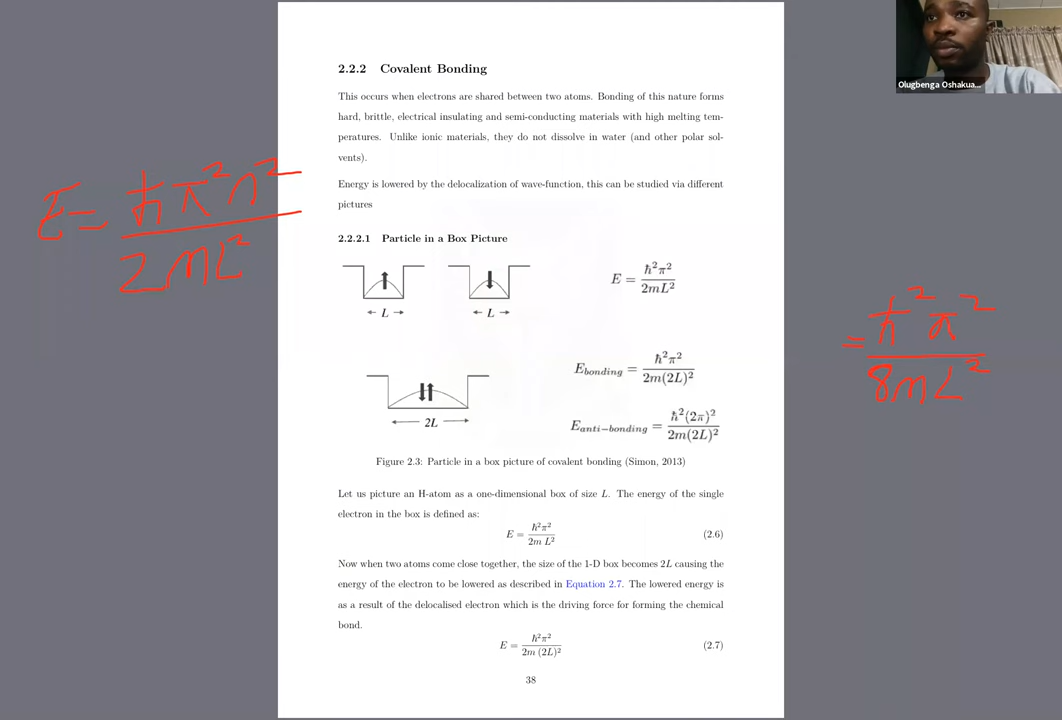 2.2.2 Covalent Bonding
This occurs when electrons are shared between two atoms. Bonding of this nature forms
hard, brittle, electrical insulating and semi-conducting materials with high melting tem-
peratures. Unlike ionic materials, they do not dissolve in water (and other polar sol-
vents).
Energy is lowered by the delocalization of wave-function, this can be studied via different
pictures
E = ħπ²n² / 2mL²
2.2.2.1 Particle in a Box Picture
← L →
← L →
E = ħ²π² / 2mL²
= ħ²π² / 8mL²
E_bonding = ħ²π² / 2m(2L)²
← 2L →
E_anti−bonding = ħ²(2π)² / 2m(2L)²
Figure 2.3: Particle in a box picture of covalent bonding (Simon, 2013)
Let us picture an H-atom as a one-dimensional box of size L. The energy of the single
electron in the box is defined as:
E = ħ²π² / 2m L² (2.6)
Now when two atoms come close together, the size of the 1-D box becomes 2L causing the
energy of the electron to be lowered as described in Equation 2.7. The lowered energy is
as a result of the delocalised electron which is the driving force for forming the chemical
bond.
E = ħ²π² / 2m (2L)² (2.7)
38
Olugbenga Oshakua...